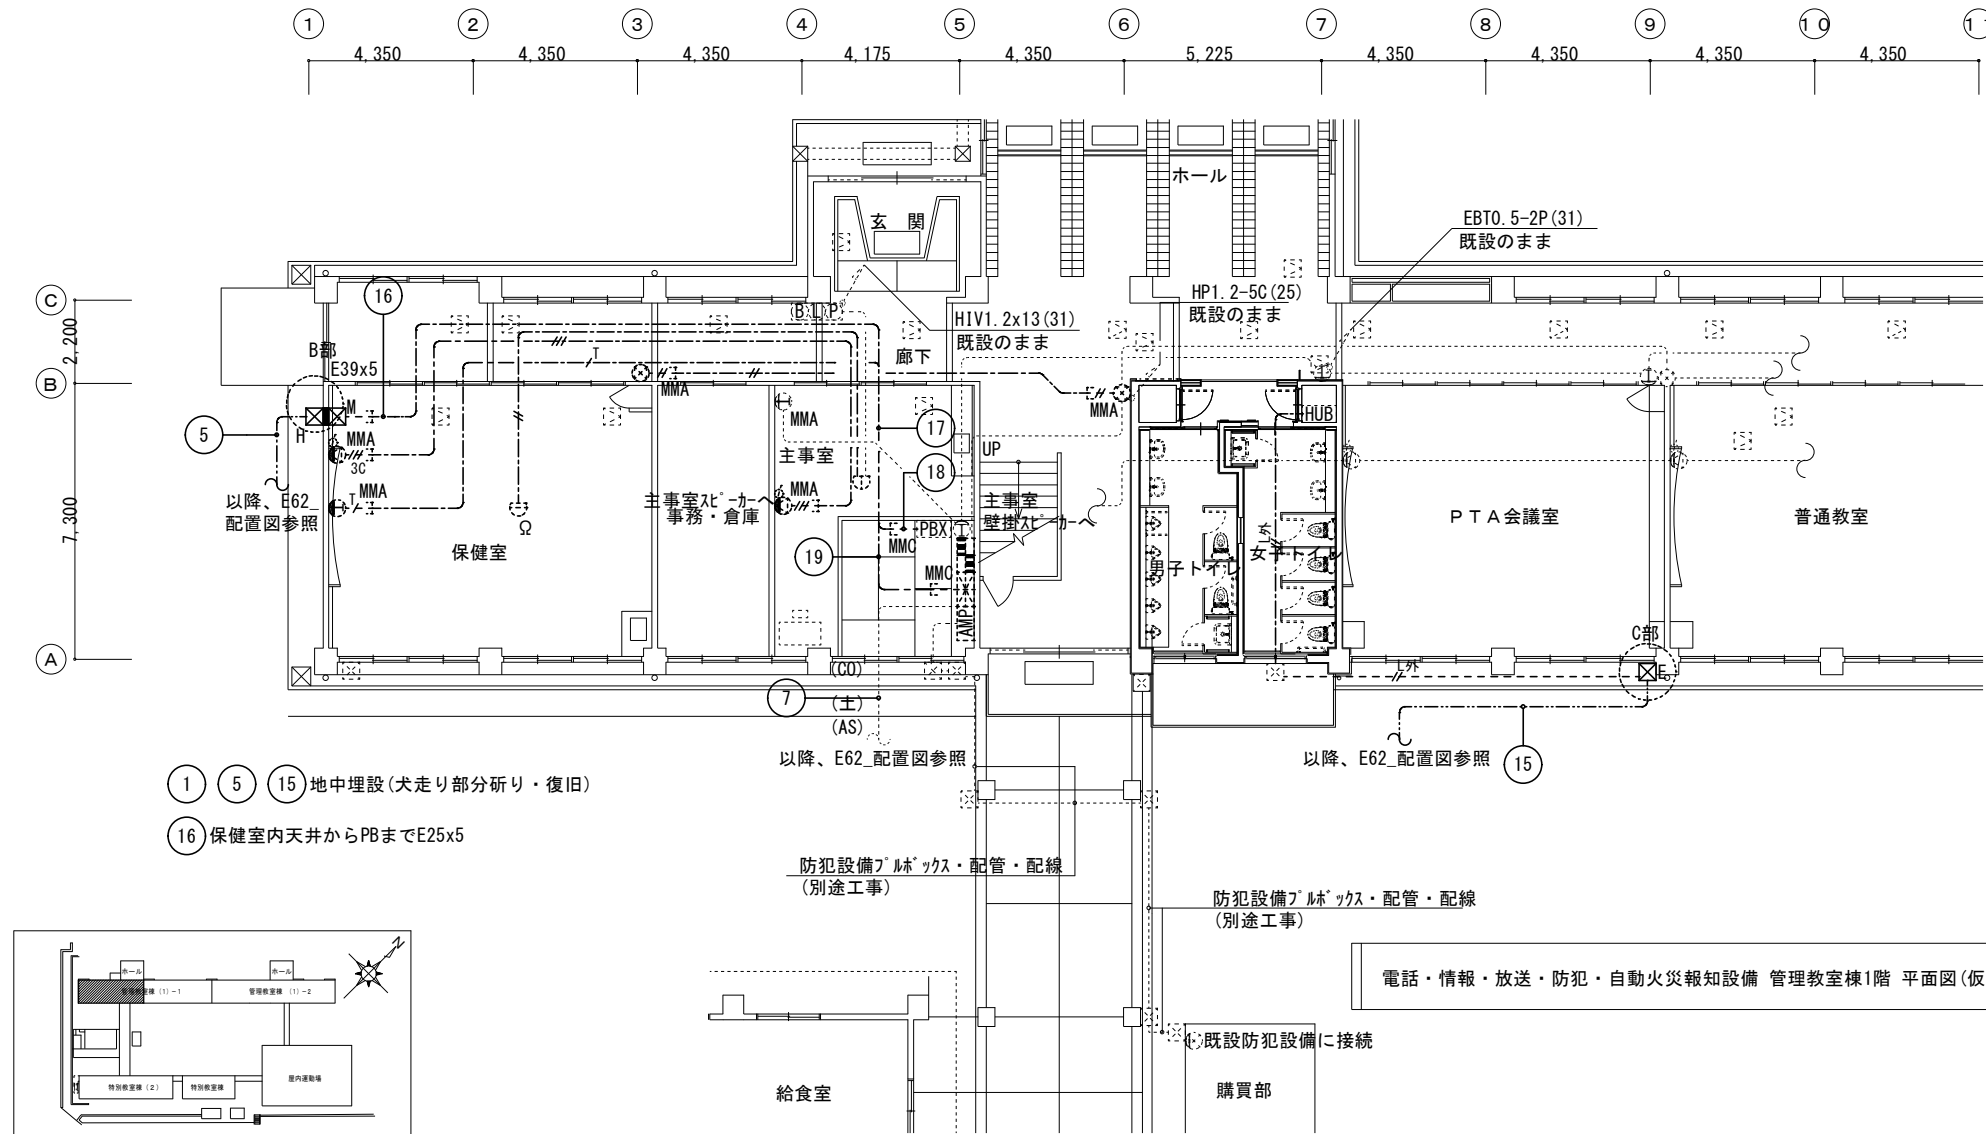 1 2 3 4 5 6 7 8 9 10
4,350 4,350 4,350 4,175 4,350 5,225 4,350 4,350 4,350 4,350
ホール
玄 関
EBT0.5-2P(31)
既設のまま
HP1.2-5C(25)
既設のまま
HIV1.2x13(31)
既設のまま
C
2,200
B
7,300
A
16
B L P
廊下
B部
E39x5
T
MMA
MMA
HUB
M
H
5
MMA
3C
MMA
T
以降、E62_
配置図参照
MMA
主事室
17
18
UP
主事室ｽﾋﾟｰｶｰへ
MMA
事務・倉庫
主事室
壁掛ｽﾋﾟｰｶｰへ
Ω
保健室
PBX
MMC
19
MMC
AMP
L外
男子トイレ
女子トイレ
ＰＴＡ会議室
普通教室
C部
E
L外
(CO)
7
(土)
(AS)
以降、E62_配置図参照
以降、E62_配置図参照
15
1 5 15 地中埋設(犬走り部分斫り・復旧)
16 保健室内天井からPBまでE25x5
防犯設備ﾌﾟﾙﾎﾞｯｸｽ・配管・配線
(別途工事)
防犯設備ﾌﾟﾙﾎﾞｯｸｽ・配管・配線
(別途工事)
電話・情報・放送・防犯・自動火災報知設備 管理教室棟1階 平面図(仮
既設防犯設備に接続
給食室
購買部
N
ホール
ホール
管理教室棟 (1)-1
管理教室棟 (1)-2
特別教室棟(2)
特別教室棟
屋内運動場